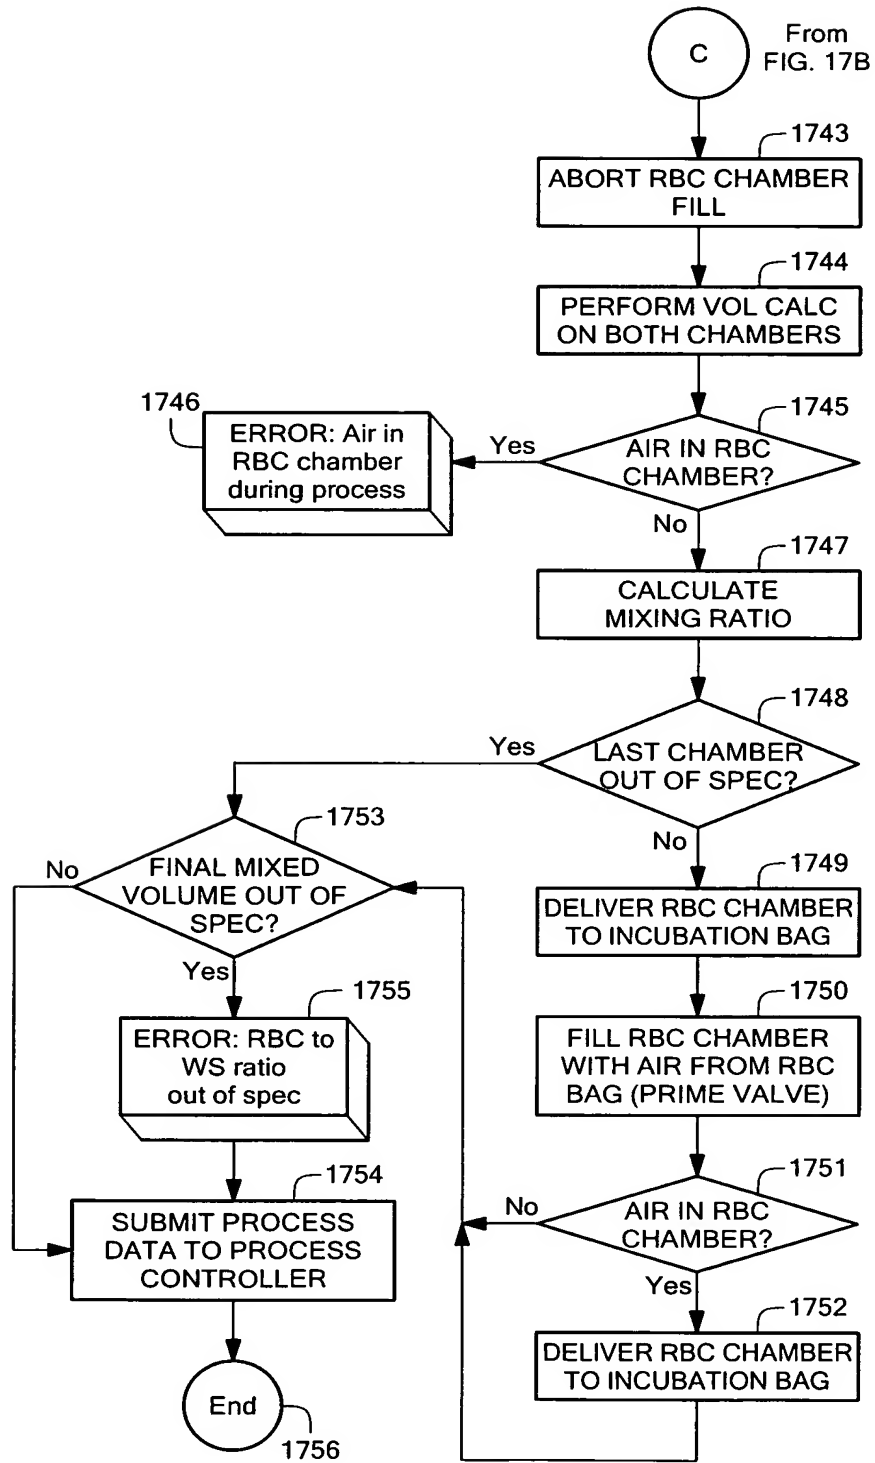 C
From
FIG. 17B
1743
ABORT RBC CHAMBER
FILL
1744
PERFORM VOL CALC
ON BOTH CHAMBERS
1745
AIR IN RBC
CHAMBER?
Yes
1746
ERROR: Air in
RBC chamber
during process
No
1747
CALCULATE
MIXING RATIO
1748
LAST CHAMBER
OUT OF SPEC?
Yes
No
1753
FINAL MIXED
VOLUME OUT OF
SPEC?
No
Yes
1749
DELIVER RBC CHAMBER
TO INCUBATION BAG
1755
ERROR: RBC to
WS ratio
out of spec
1750
FILL RBC CHAMBER
WITH AIR FROM RBC
BAG (PRIME VALVE)
1754
SUBMIT PROCESS
DATA TO PROCESS
CONTROLLER
1751
AIR IN RBC
CHAMBER?
No
Yes
1752
DELIVER RBC CHAMBER
TO INCUBATION BAG
End
1756